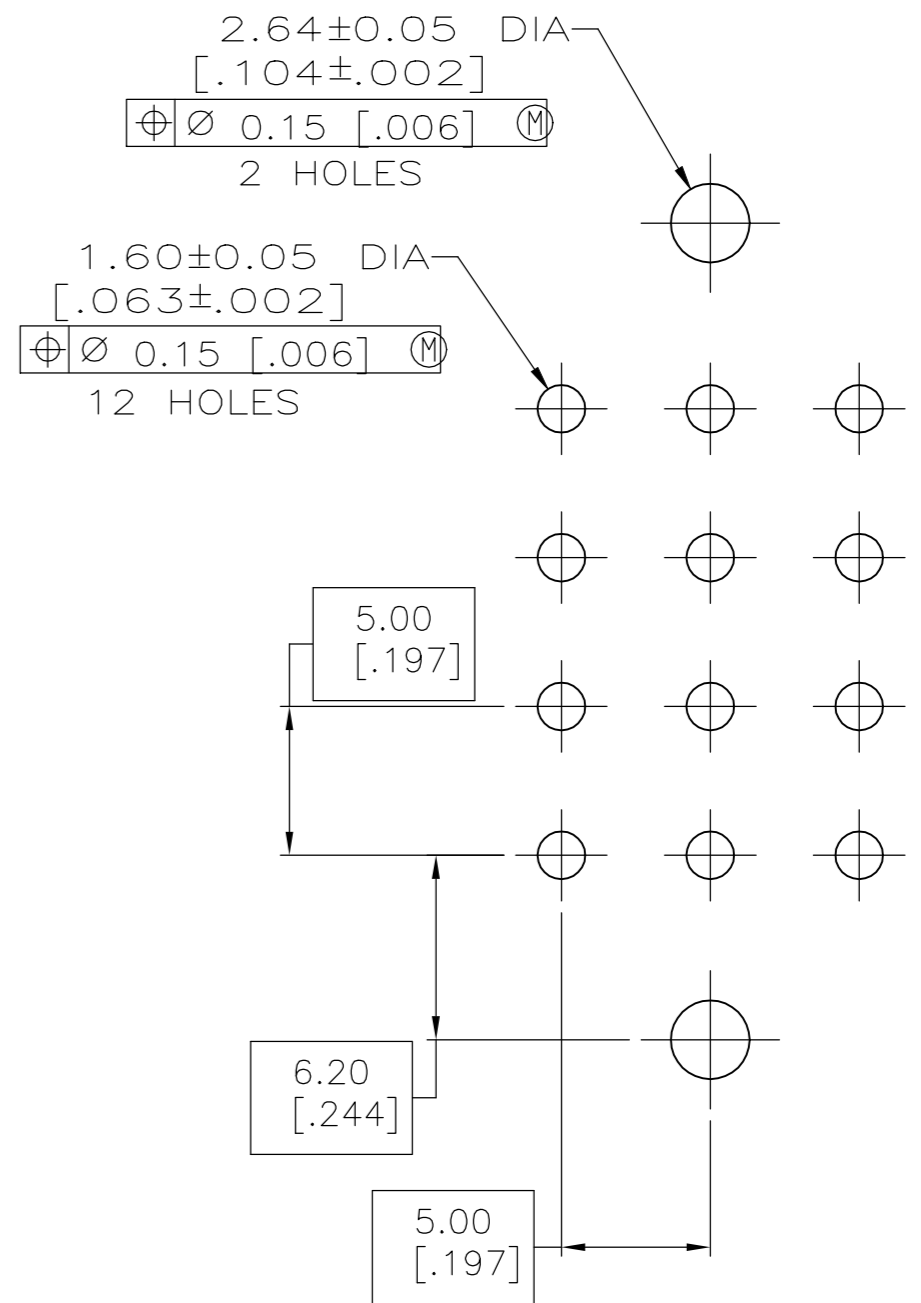 2.64±0.05 DIA
[.104±.002]
⌖ ⌀ 0.15 [.006] Ⓜ
2 HOLES
1.60±0.05 DIA
[.063±.002]
⌖ ⌀ 0.15 [.006] Ⓜ
12 HOLES
5.00
[.197]
6.20
[.244]
5.00
[.197]